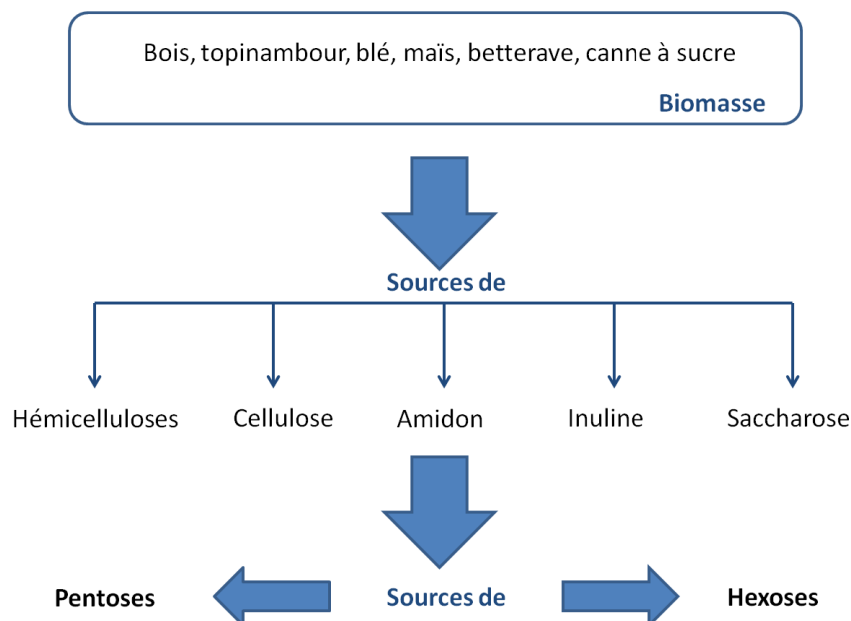 Bois, topinambour, blé, maïs, betterave, canne à sucre
Biomasse
Sources de
Hémicelluloses Cellulose Amidon Inuline Saccharose
Pentoses Sources de Hexoses